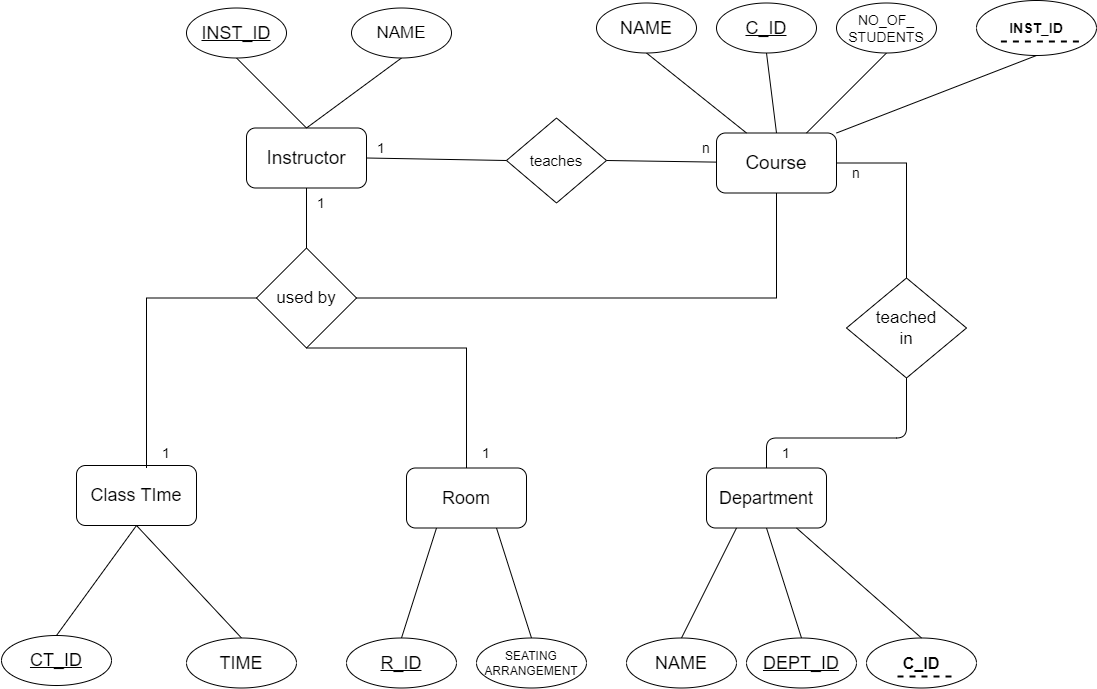 INST_ID
NAME
NAME
C_ID
NO_OF_
STUDENTS
INST_ID
Instructor
1
teaches
n
Course
n
1
used by
teached
in
1
1
1
Class TIme
Room
Department
CT_ID
TIME
R_ID
SEATING
ARRANGEMENT
NAME
DEPT_ID
C_ID